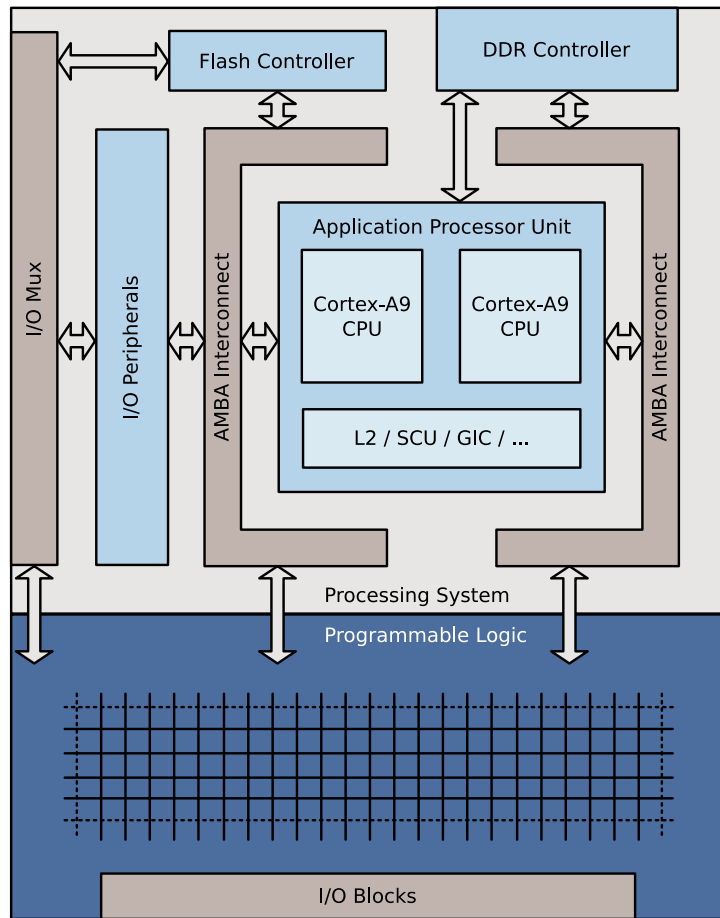 Flash Controller
DDR Controller
I/O Mux
I/O Peripherals
AMBA Interconnect
Application Processor Unit
Cortex-A9
CPU
Cortex-A9
CPU
L2 / SCU / GIC / ...
AMBA Interconnect
Processing System
Programmable Logic
I/O Blocks